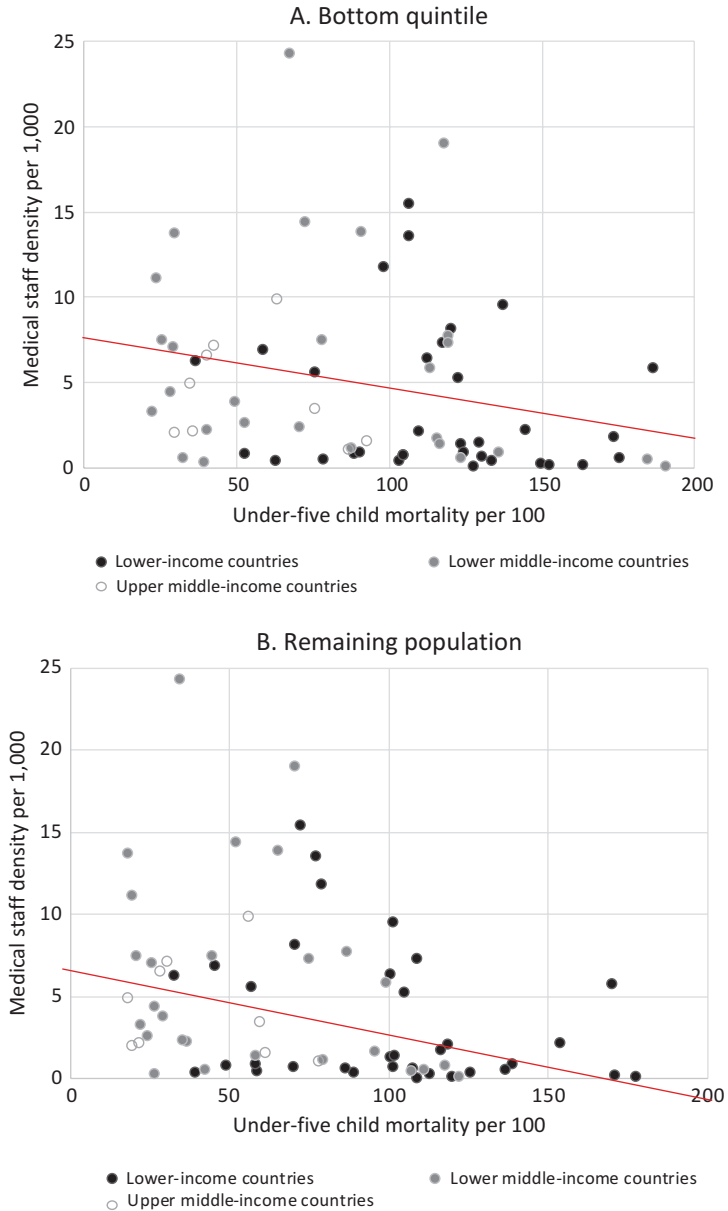 A. Bottom quintile
25
20
15
10
5
0
Medical staff density per 1,000
0 50 100 150 200
Under-five child mortality per 100
Lower-income countries Lower middle-income countries
Upper middle-income countries
B. Remaining population
25
20
15
10
5
0
Medical staff density per 1,000
0 50 100 150 200
Under-five child mortality per 100
Lower-income countries Lower middle-income countries
Upper middle-income countries